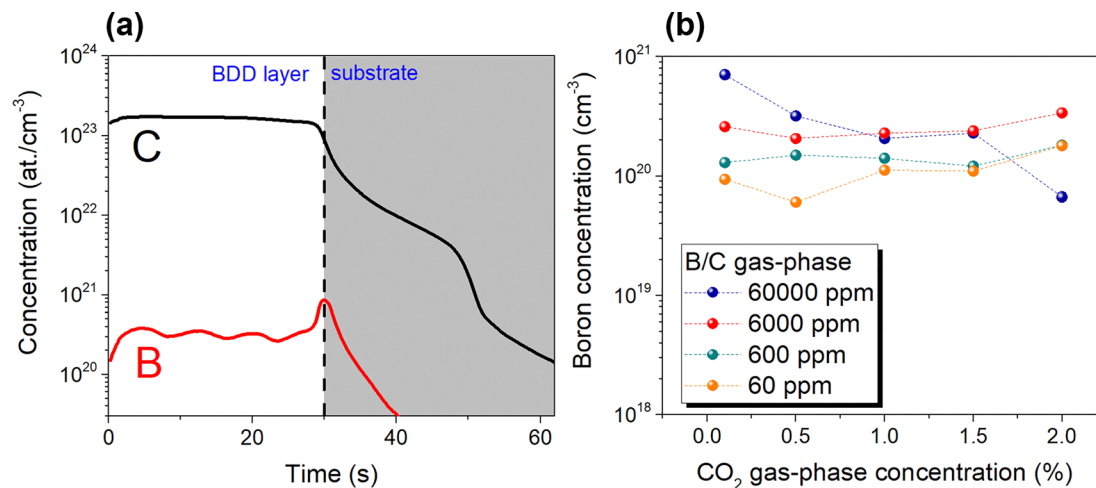 (a)
10^24
10^23
10^22
10^21
10^20
Concentration (at./cm^-3)
BDD layer
substrate
C
B
0
20
40
60
Time (s)
(b)
10^21
10^20
10^19
10^18
Boron concentration (cm^-3)
B/C gas-phase
60000 ppm
6000 ppm
600 ppm
60 ppm
0.0
0.5
1.0
1.5
2.0
CO₂ gas-phase concentration (%)